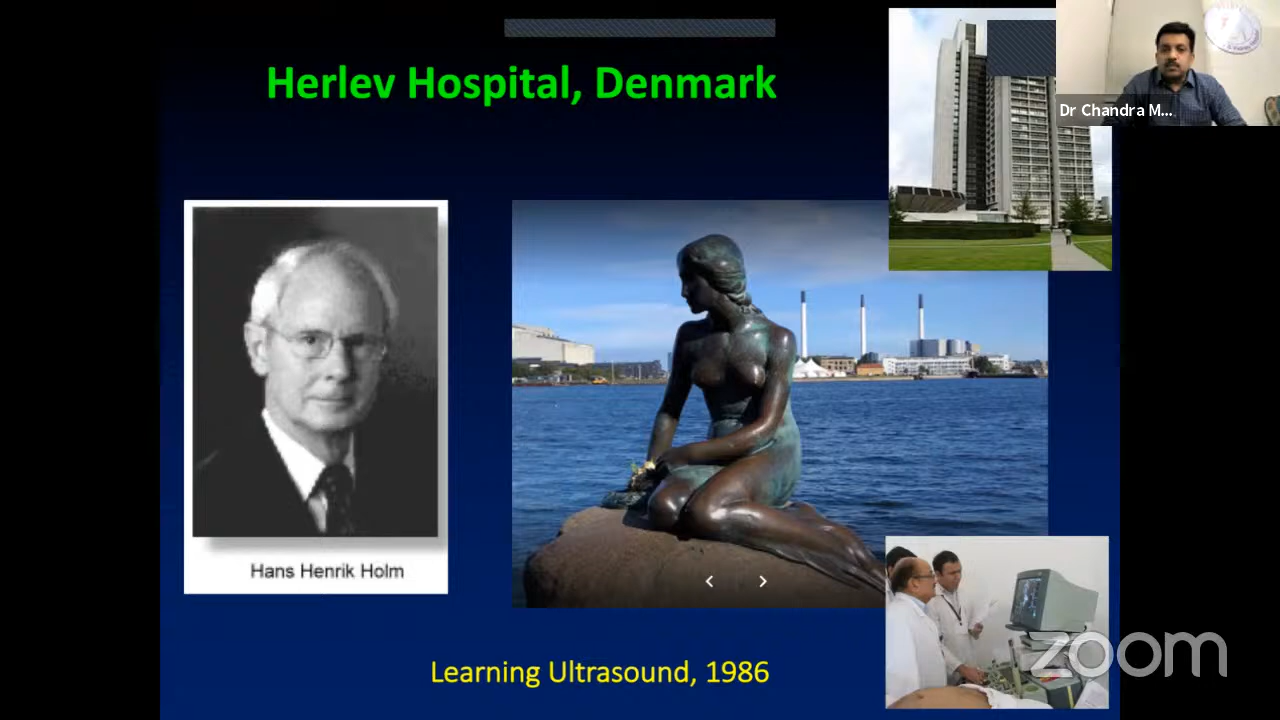 Herlev Hospital, Denmark
Dr Chandra M...
Hans Henrik Holm
Learning Ultrasound, 1986
zoom